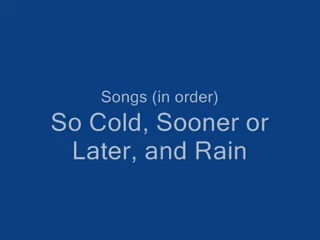 Songs (in order)
So Cold, Sooner or
Later, and Rain